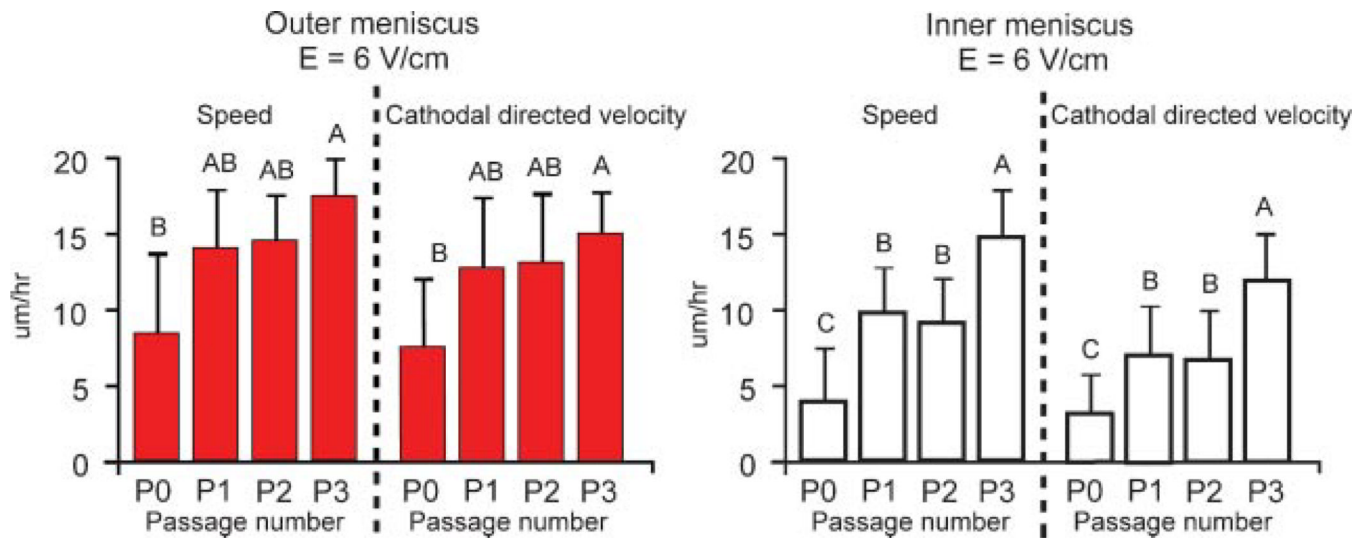 Outer meniscus
E = 6 V/cm
Speed
Cathodal directed velocity
um/hr
20
15
10
5
0
B
AB
AB
A
B
AB
AB
A
P0 P1 P2 P3
Passage number
P0 P1 P2 P3
Passage number
Inner meniscus
E = 6 V/cm
Speed
Cathodal directed velocity
um/hr
20
15
10
5
0
C
B
B
A
C
B
B
A
P0 P1 P2 P3
Passage number
P0 P1 P2 P3
Passage number